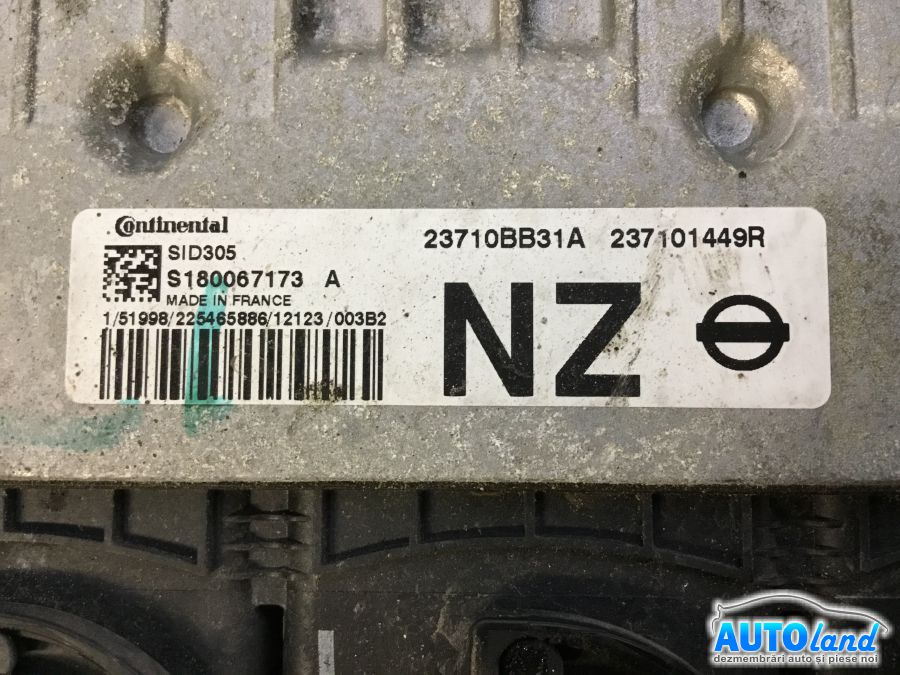 Continental
SID305
S180067173 A
MADE IN FRANCE
1/51998/225465886/12123/003B2
23710BB31A 237101449R
NZ
AUTOland
dezmembrări auto și piese noi